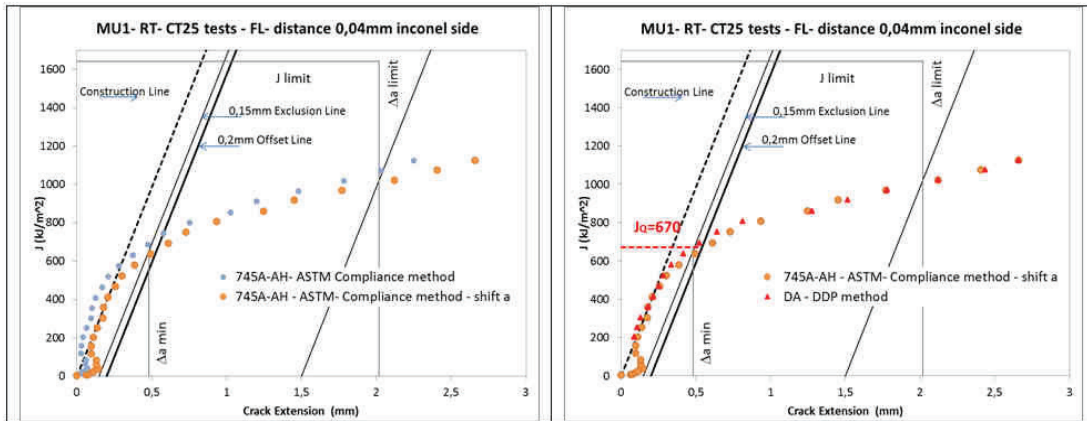 MU1- RT- CT25 tests - FL- distance 0,04mm inconel side
1600
1400
1200
1000
800
600
400
200
0
J (kJ/m^2)
Construction Line
J limit
Δa limit
0,15mm Exclusion Line
0,2mm Offset Line
745A-AH- ASTM Compliance method
745A-AH - ASTM- Compliance method - shift a
Δa min
0
0,5
1
1,5
2
2,5
3
Crack Extension (mm)
MU1- RT- CT25 tests - FL- distance 0,04mm inconel side
1600
1400
1200
1000
800
600
400
200
0
J (kJ/m^2)
Construction Line
J limit
Δa limit
0,15mm Exclusion Line
0,2mm Offset Line
JQ=670
745A-AH - ASTM- Compliance method - shift a
DA - DDP method
Δa min
0
0,5
1
1,5
2
2,5
3
Crack Extension (mm)